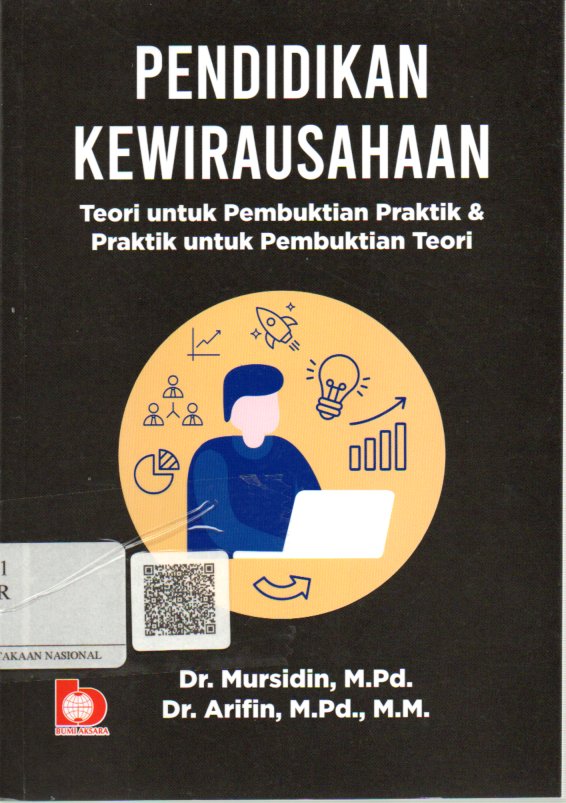 PENDIDIKAN
KEWIRAUSAHAAN
Teori untuk Pembuktian Praktik &
Praktik untuk Pembuktian Teori
1
R
TAKAAN NASIONAL
Dr. Mursidin, M.Pd.
Dr. Arifin, M.Pd., M.M.
BUMI AKSARA